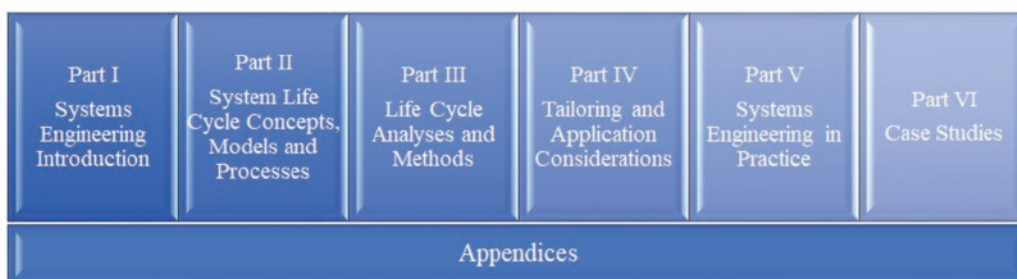 Part I
Systems
Engineering
Introduction
Part II
System Life
Cycle Concepts,
Models and
Processes
Part III
Life Cycle
Analyses and
Methods
Part IV
Tailoring and
Application
Considerations
Part V
Systems
Engineering in
Practice
Part VI
Case Studies
Appendices